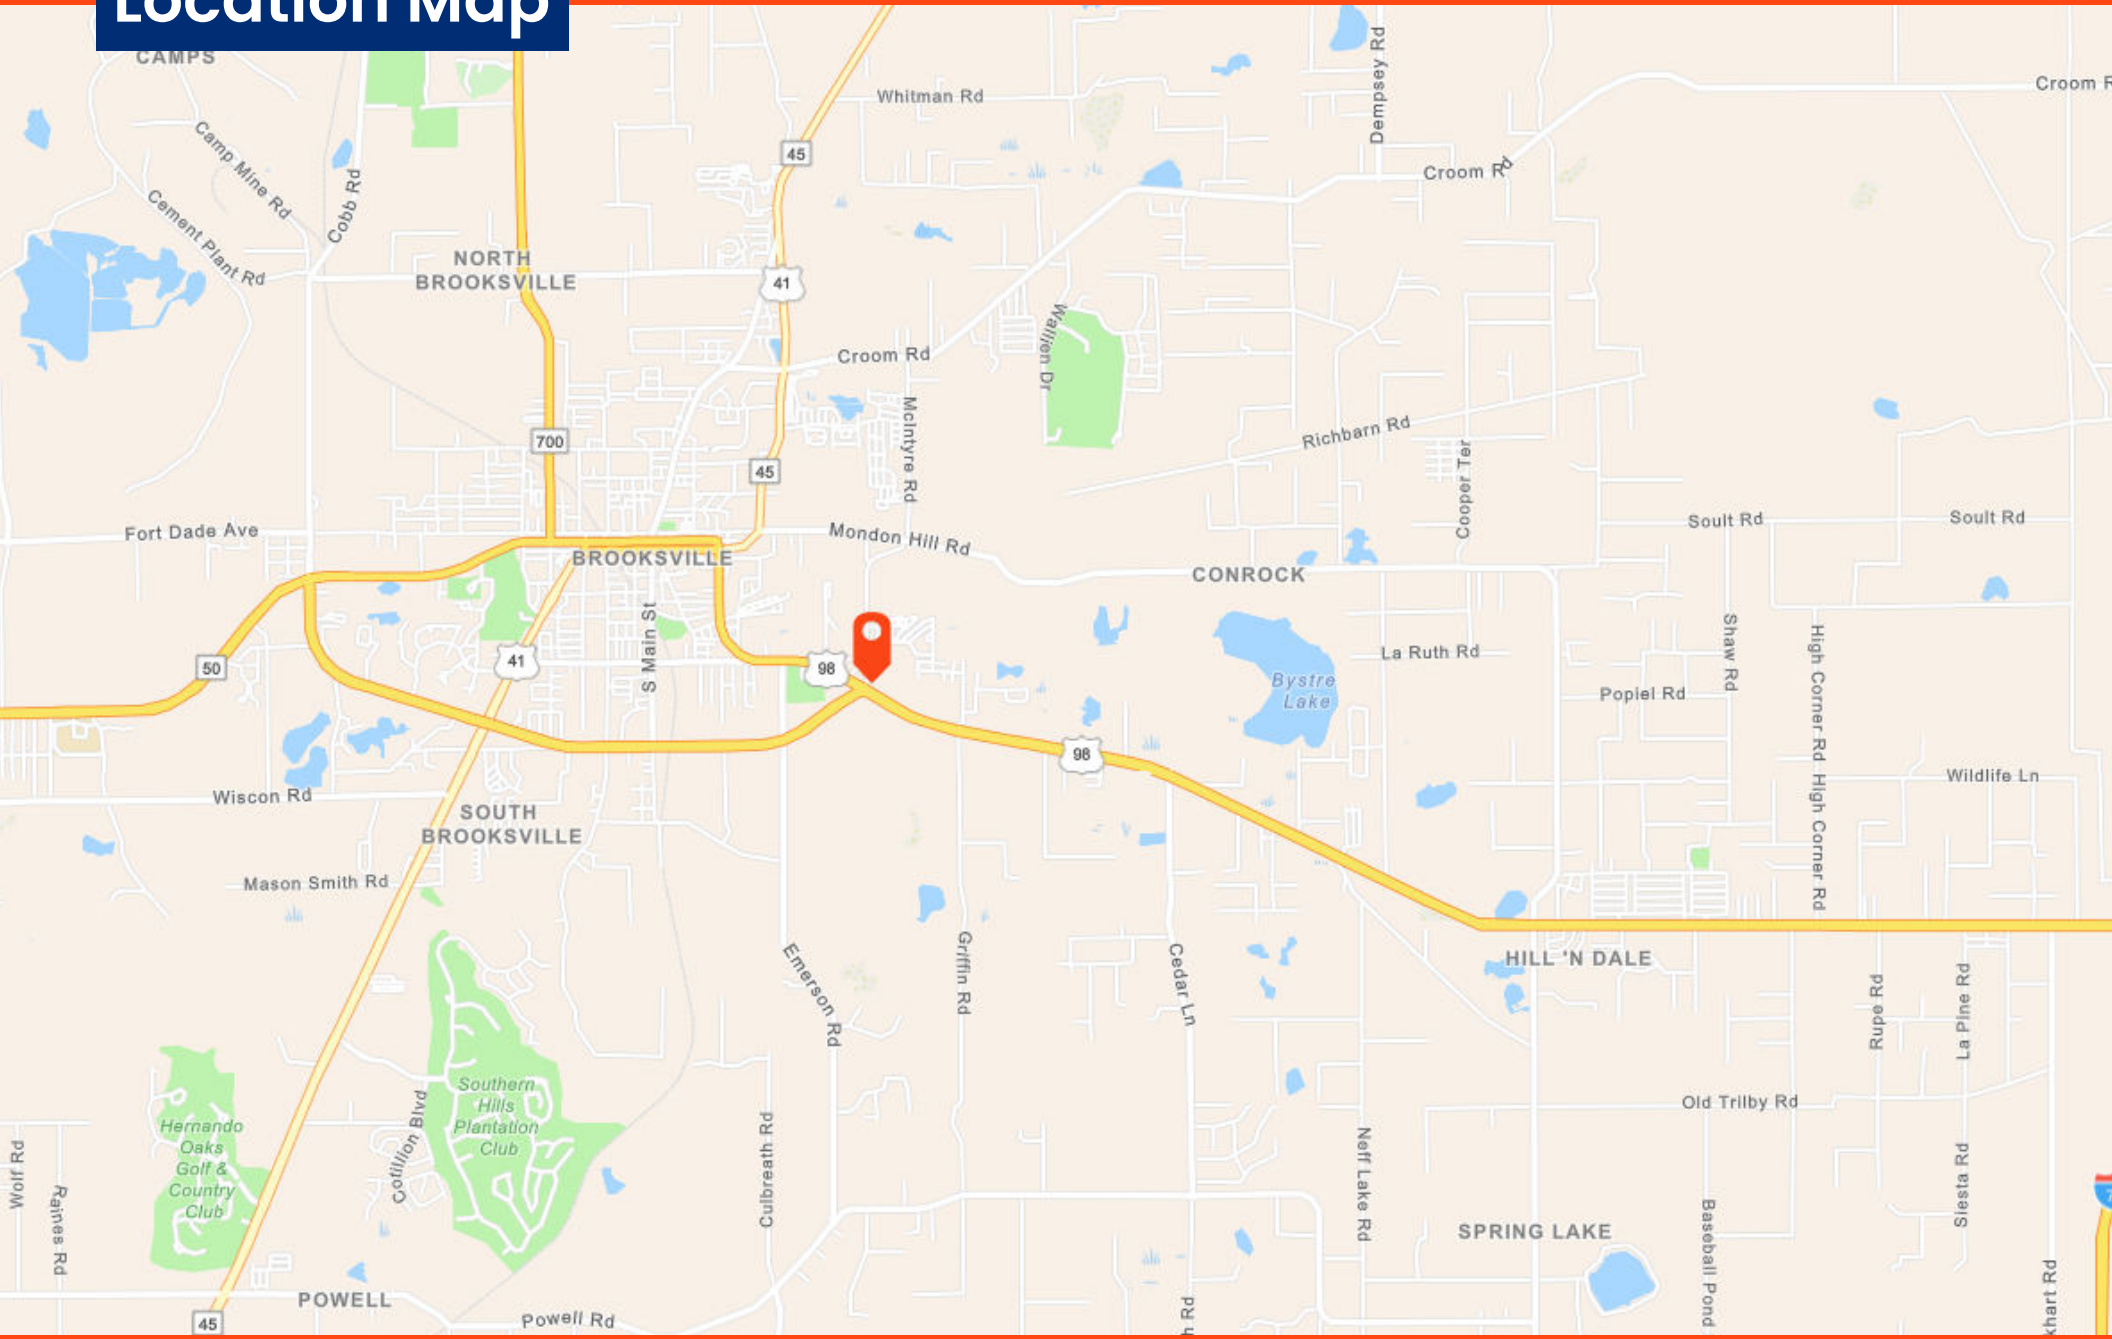 Location Map
CAMPS
Whitman Rd
Dempsey Rd
Croom R
Camp Mine Rd
Cobb Rd
45
Croom Rd
Cement Plant Rd
NORTH
BROOKSVILLE
41
Croom Rd
Wallien Dr
McIntyre Rd
Richbarn Rd
700
45
Cooper Ter
Fort Dade Ave
Mondon Hill Rd
Soult Rd
Soult Rd
BROOKSVILLE
CONROCK
S Main St
50
41
98
La Ruth Rd
Shaw Rd
High Corner Rd
Bystre
Lake
Popiel Rd
98
Wiscon Rd
Wildlife Ln
High Corner Rd
SOUTH
BROOKSVILLE
Mason Smith Rd
Emerson Rd
Griffin Rd
Cedar Ln
HILL 'N DALE
Rupe Rd
La Pine Rd
Southern
Hills
Plantation
Club
Cotillion Blvd
Old Trilby Rd
Hernando
Oaks
Golf &
Country
Club
Wolf Rd
Raines Rd
Culbreath Rd
Neff Lake Rd
Siesta Rd
7
SPRING LAKE
Baseball Pond
POWELL
Powell Rd
45
h Rd
khart Rd